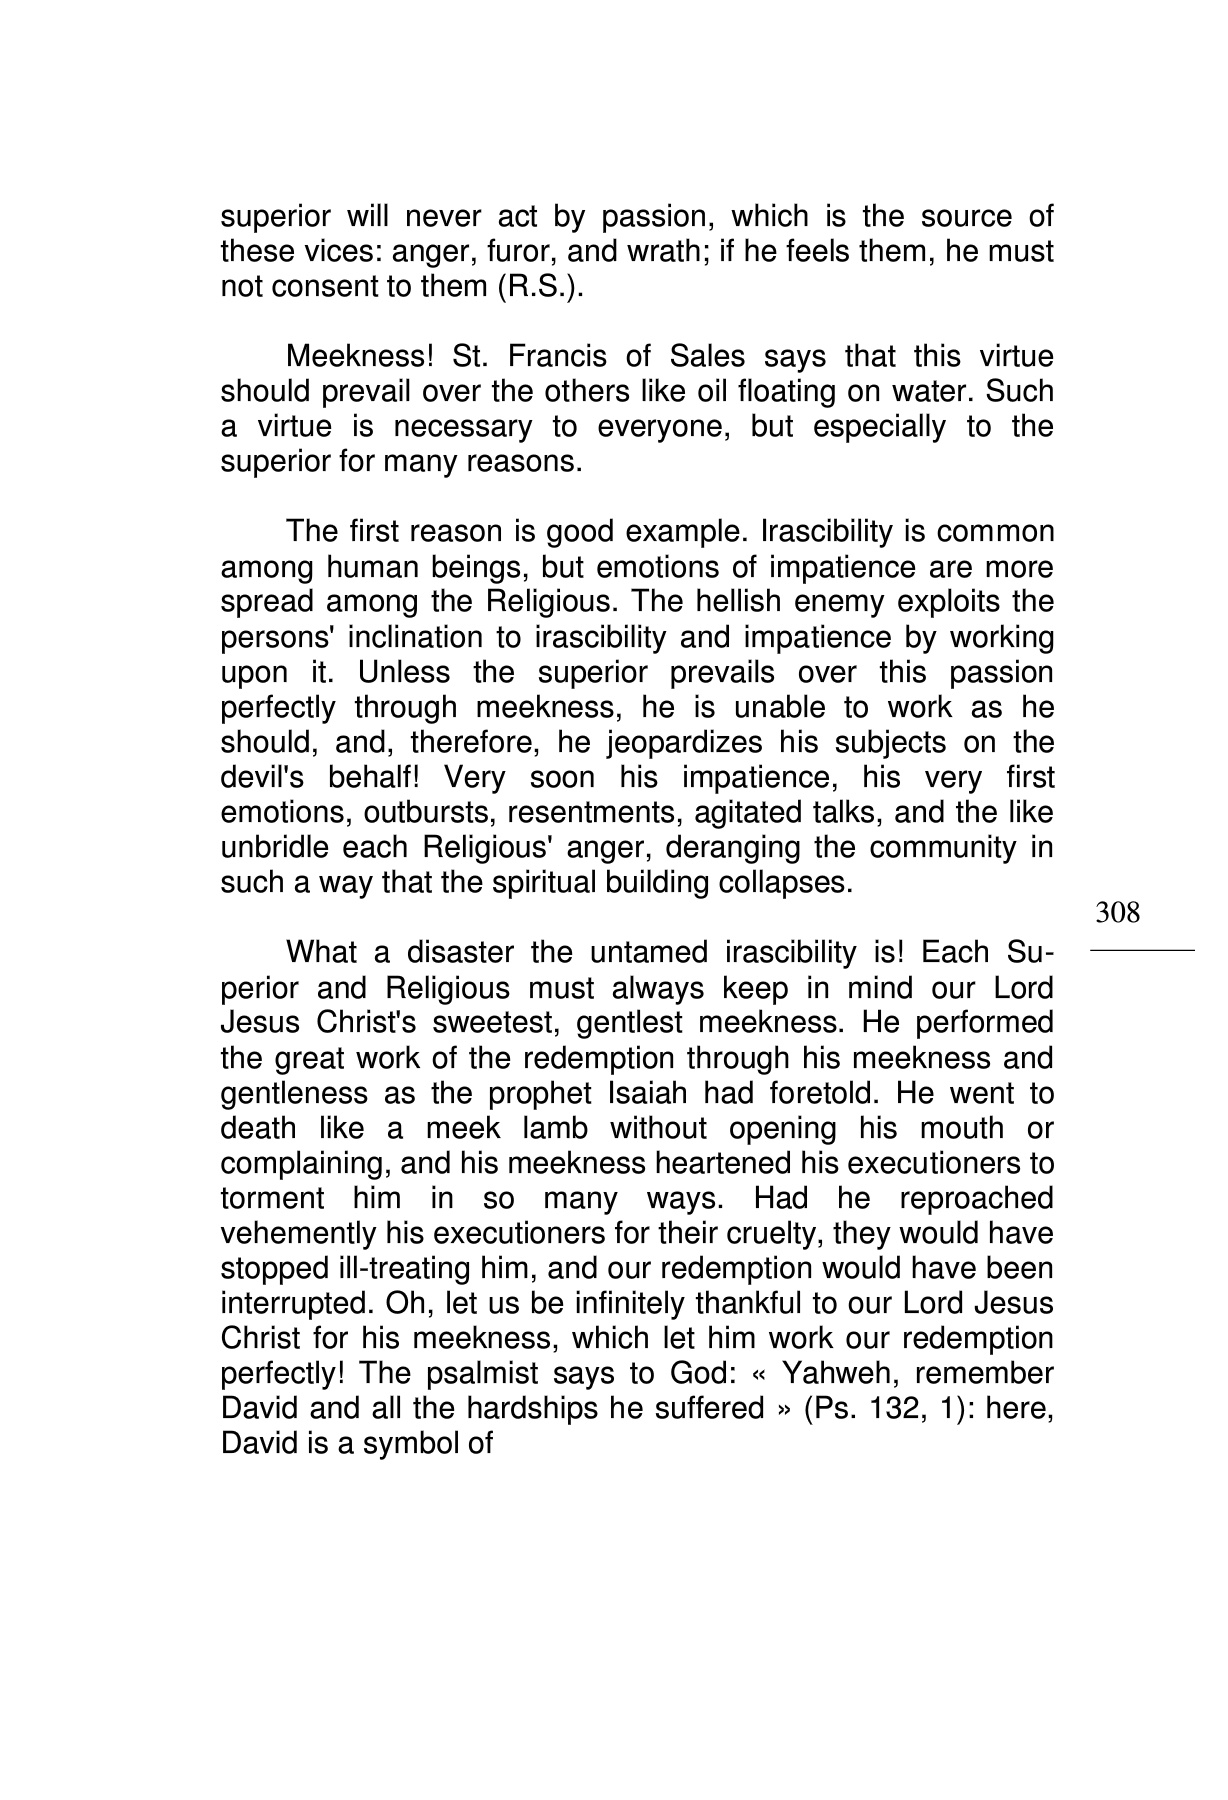 superior will never act by passion, which is the source of
these vices: anger, furor, and wrath; if he feels them, he must
not consent to them (R.S.).
Meekness! St. Francis of Sales says that this virtue
should prevail over the others like oil floating on water. Such
a virtue is necessary to everyone, but especially to the
superior for many reasons.
The first reason is good example. Irascibility is common
among human beings, but emotions of impatience are more
spread among the Religious. The hellish enemy exploits the
persons' inclination to irascibility and impatience by working
upon it. Unless the superior prevails over this passion
perfectly through meekness, he is unable to work as he
should, and, therefore, he jeopardizes his subjects on the
devil's behalf! Very soon his impatience, his very first
emotions, outbursts, resentments, agitated talks, and the like
unbridle each Religious' anger, deranging the community in
such a way that the spiritual building collapses.
308
What a disaster the untamed irascibility is! Each Su-
perior and Religious must always keep in mind our Lord
Jesus Christ's sweetest, gentlest meekness. He performed
the great work of the redemption through his meekness and
gentleness as the prophet Isaiah had foretold. He went to
death like a meek lamb without opening his mouth or
complaining, and his meekness heartened his executioners to
torment him in so many ways. Had he reproached
vehemently his executioners for their cruelty, they would have
stopped ill-treating him, and our redemption would have been
interrupted. Oh, let us be infinitely thankful to our Lord Jesus
Christ for his meekness, which let him work our redemption
perfectly! The psalmist says to God: « Yahweh, remember
David and all the hardships he suffered » (Ps. 132, 1): here,
David is a symbol of